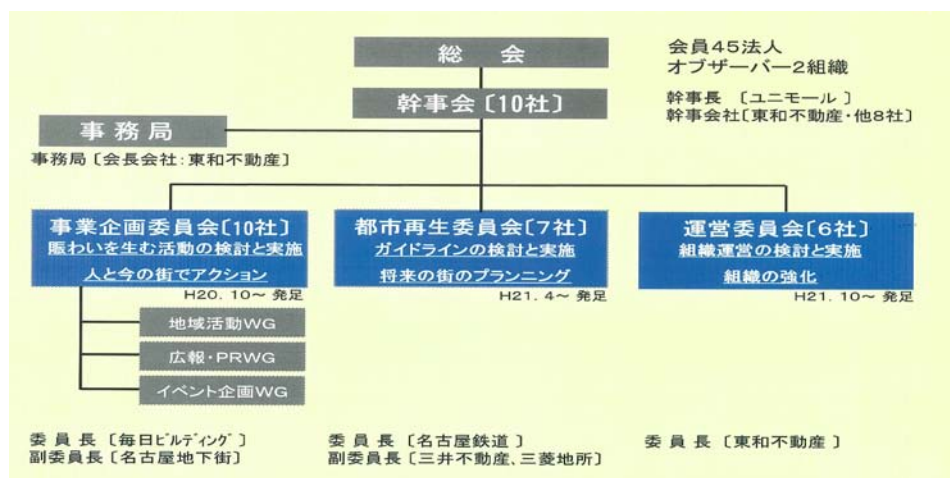 総　会
会員45法人
オブザーバー2組織
幹事会〔10社〕
幹事長 〔ユニモール 〕
幹事会社〔東和不動産・他8社〕
事務局
事務局〔会長会社:東和不動産〕
事業企画委員会〔10社〕
賑わいを生む活動の検討と実施
人と今の街でアクション
H20. 10～ 発足
都市再生委員会〔7社〕
ガイドラインの検討と実施
将来の街のプランニング
H21. 4～ 発足
運営委員会〔6社〕
組織運営の検討と実施
組織の強化
H21. 10～ 発足
地域活動WG
広報・PRWG
イベント企画WG
委 員 長 〔毎日ﾋﾞﾙﾃﾞｨﾝｸﾞ 〕
副委員長〔名古屋地下街〕
委 員 長 〔名古屋鉄道 〕
副委員長〔三井不動産、三菱地所〕
委 員 長 〔東和不動産 〕